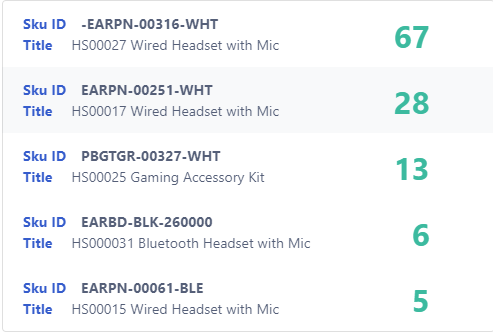 Sku ID -EARPN-00316-WHT
Title HS00027 Wired Headset with Mic
67
Sku ID EARPN-00251-WHT
Title HS00017 Wired Headset with Mic
28
Sku ID PBGTGR-00327-WHT
Title HS00025 Gaming Accessory Kit
13
Sku ID EARBD-BLK-260000
Title HS000031 Bluetooth Headset with Mic
6
Sku ID EARPN-00061-BLE
Title HS00015 Wired Headset with Mic
5